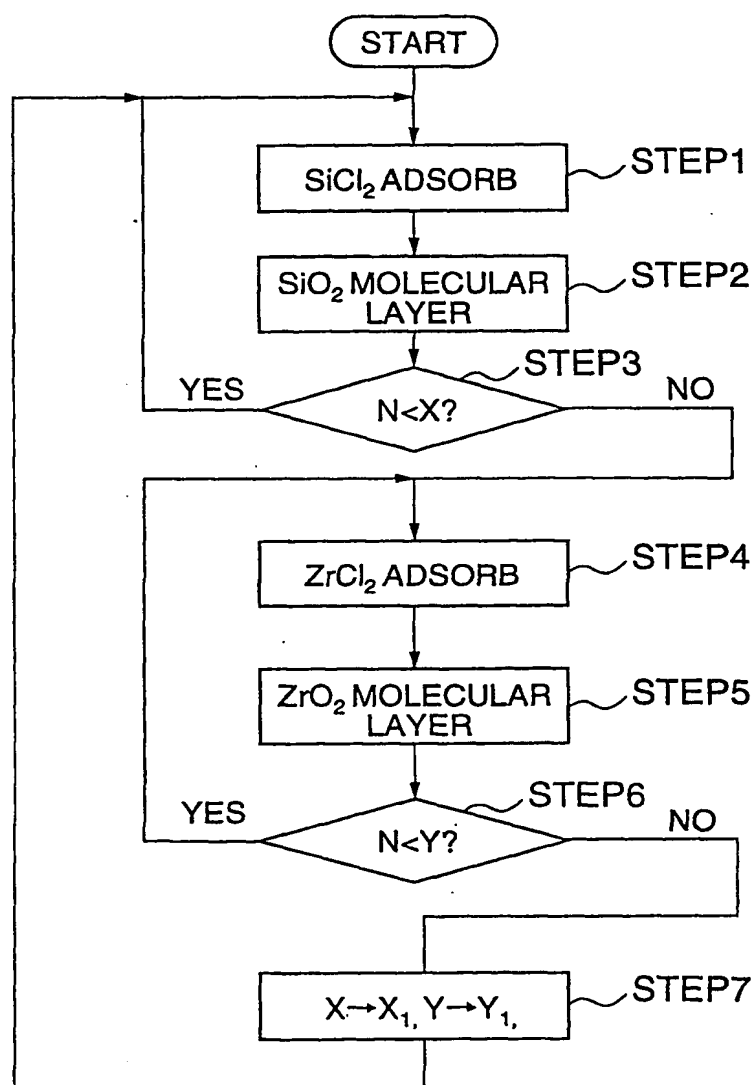 START
SiCl₂ ADSORB
STEP1
SiO₂ MOLECULAR
LAYER
STEP2
STEP3
YES
N<X?
NO
ZrCl₂ ADSORB
STEP4
ZrO₂ MOLECULAR
LAYER
STEP5
STEP6
YES
N<Y?
NO
X→X₁, Y→Y₁,
STEP7